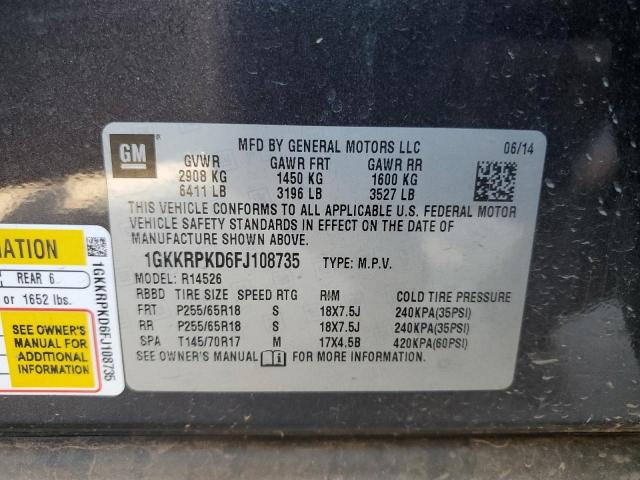 GM
MFD BY GENERAL MOTORS LLC 06/14
GVWR GAWR FRT GAWR RR
2908 KG 1450 KG 1600 KG
6411 LB 3196 LB 3527 LB
THIS VEHICLE CONFORMS TO ALL APPLICABLE U.S. FEDERAL MOTOR
VEHICLE SAFETY STANDARDS IN EFFECT ON THE DATE OF
MANUFACTURE SHOWN ABOVE.
1GKKRPKD6FJ108735 TYPE: M.P.V.
MODEL: R14526
RBBD TIRE SIZE SPEED RTG RIM COLD TIRE PRESSURE
FRT P255/65R18 S 18X7.5J 240KPA(35PSI)
RR P255/65R18 S 18X7.5J 240KPA(35PSI)
SPA T145/70R17 M 17X4.5B 420KPA(60PSI)
SEE OWNER'S MANUAL FOR MORE INFORMATION.
MATION
REAR 6
or 1652 lbs.
SEE OWNER'S
MANUAL FOR
ADDITIONAL
INFORMATION
1GKKRPKD6FJ108735